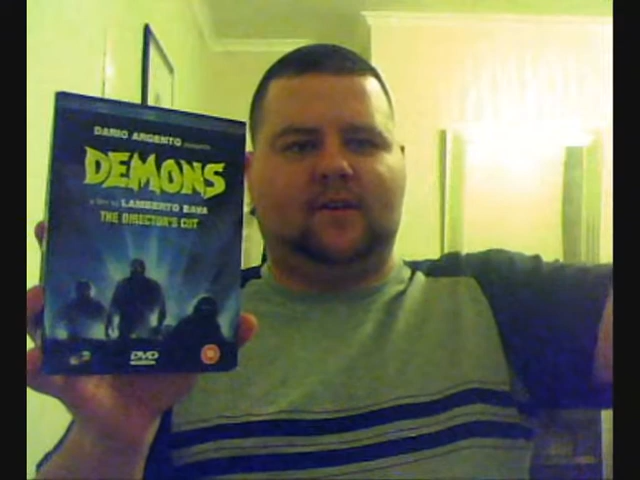 DARIO ARGENTO presents
DEMONS
a film by LAMBERTO BAVA
THE DIRECTOR'S CUT
DVD
18